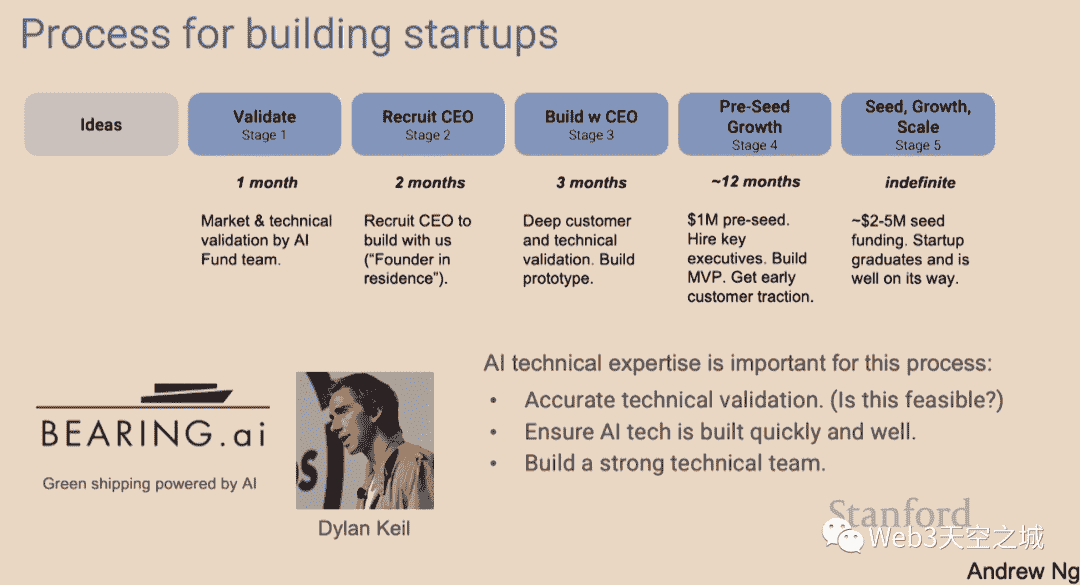 Process for building startups
Ideas
Validate
Stage 1
Recruit CEO
Stage 2
Build w CEO
Stage 3
Pre-Seed
Growth
Stage 4
Seed, Growth,
Scale
Stage 5
1 month
2 months
3 months
~12 months
indefinite
Market & technical
validation by AI
Fund team.
Recruit CEO to
build with us
("Founder in
residence").
Deep customer
and technical
validation. Build
prototype.
$1M pre-seed.
Hire key
executives. Build
MVP. Get early
customer traction.
~$2-5M seed
funding. Startup
graduates and is
well on its way.
BEARING.ai
Green shipping powered by AI
Dylan Keil
AI technical expertise is important for this process:
• Accurate technical validation. (Is this feasible?)
• Ensure AI tech is built quickly and well.
• Build a strong technical team.
Stanford
Web3天空之城
Andrew Ng